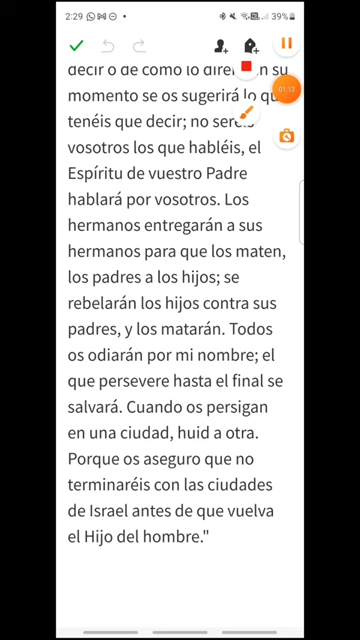 2:29
39%
01:13
decir o de cómo lo diréis: en su
momento se os sugerirá lo que
tenéis que decir; no seréis
vosotros los que habléis, el
Espíritu de vuestro Padre
hablará por vosotros. Los
hermanos entregarán a sus
hermanos para que los maten,
los padres a los hijos; se
rebelarán los hijos contra sus
padres, y los matarán. Todos
os odiarán por mi nombre; el
que persevere hasta el final se
salvará. Cuando os persigan
en una ciudad, huid a otra.
Porque os aseguro que no
terminaréis con las ciudades
de Israel antes de que vuelva
el Hijo del hombre."